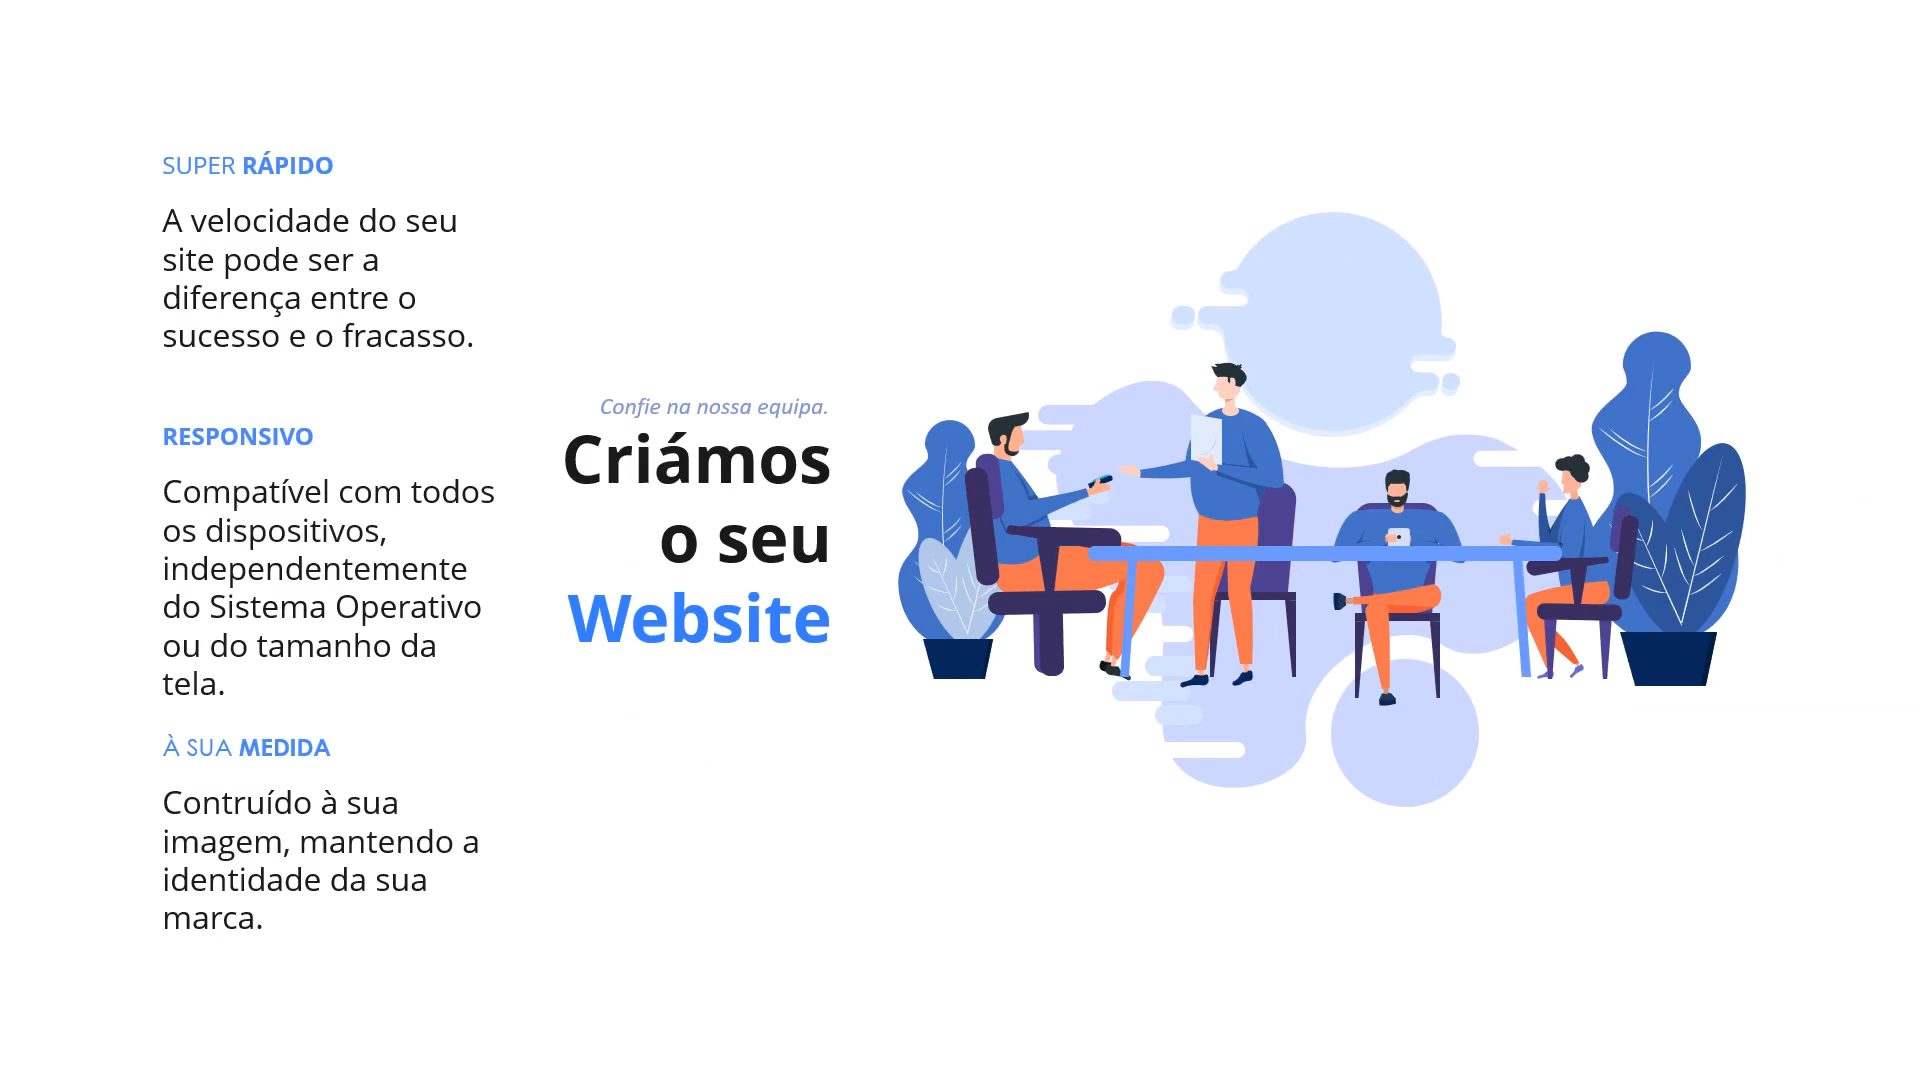 SUPER RÁPIDO
A velocidade do seu
site pode ser a
diferença entre o
sucesso e o fracasso.
RESPONSIVO
Compatível com todos
os dispositivos,
independentemente
do Sistema Operativo
ou do tamanho da
tela.
À SUA MEDIDA
Contruído à sua
imagem, mantendo a
identidade da sua
marca.
Confie na nossa equipa.
Criámos
o seu
Website